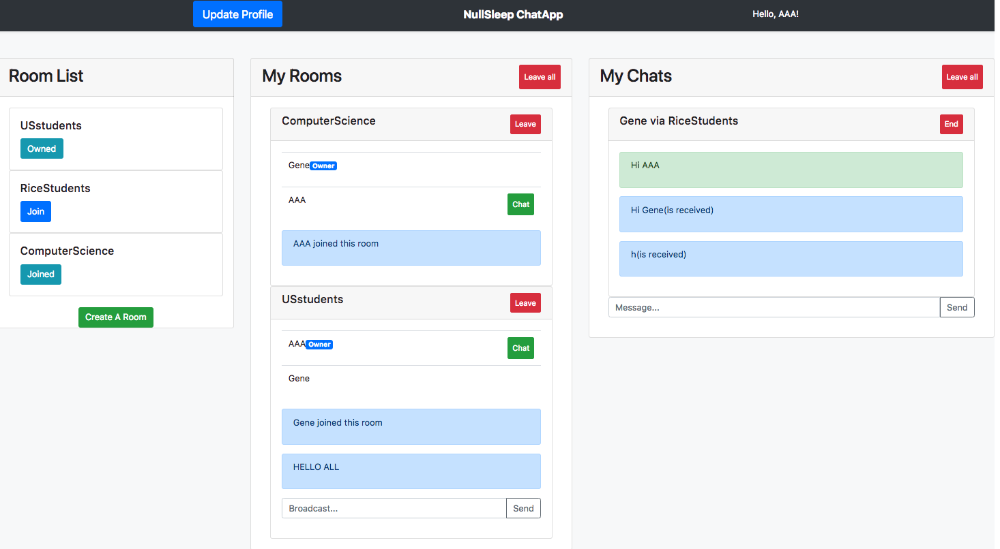 Update Profile
NullSleep ChatApp
Hello, AAA!
Room List
USstudents
Owned
RiceStudents
Join
ComputerScience
Joined
Create A Room
My Rooms
Leave all
ComputerScience
Leave
GeneOwner
AAA
Chat
AAA joined this room
USstudents
Leave
AAAOwner
Chat
Gene
Gene joined this room
HELLO ALL
Broadcast...
Send
My Chats
Leave all
Gene via RiceStudents
End
Hi AAA
Hi Gene(is received)
h(is received)
Message...
Send